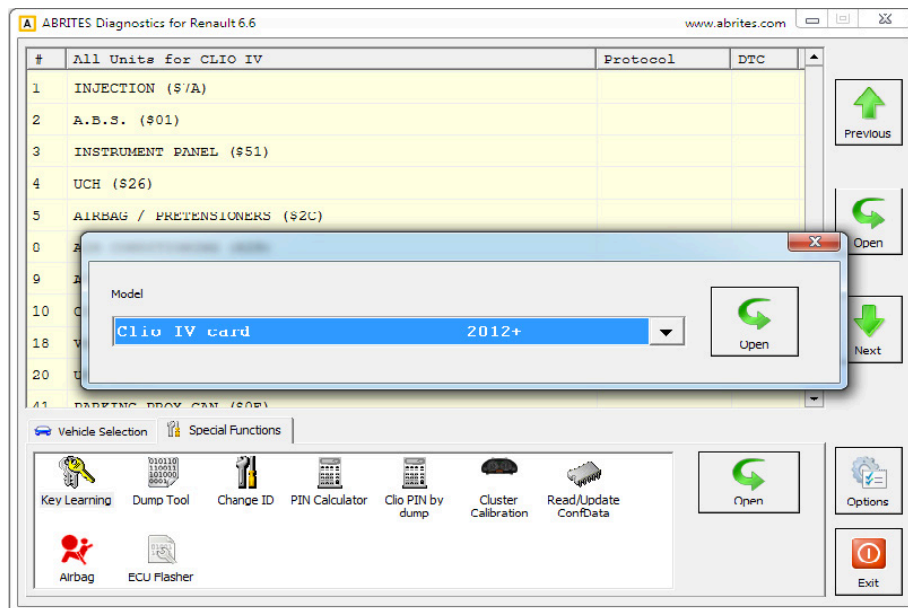 ABRITES Diagnostics for Renault 6.6
www.abrites.com
# All Units for CLIO IV Protocol DTC
1 INJECTION ($7A)
2 A.B.S. ($01)
3 INSTRUMENT PANEL ($51)
4 UCH ($26)
5 AIRBAG / PRETENSIONERS ($2C)
9
10
18
20
41 PARKING PROX CAN ($0E)
Previous
Open
Next
Model
Clio IV card 2012+
Open
Vehicle Selection
Special Functions
Key Learning
Dump Tool
Change ID
PIN Calculator
Clio PIN by
dump
Cluster
Calibration
Read/Update
ConfData
Airbag
ECU Flasher
Open
Options
Exit